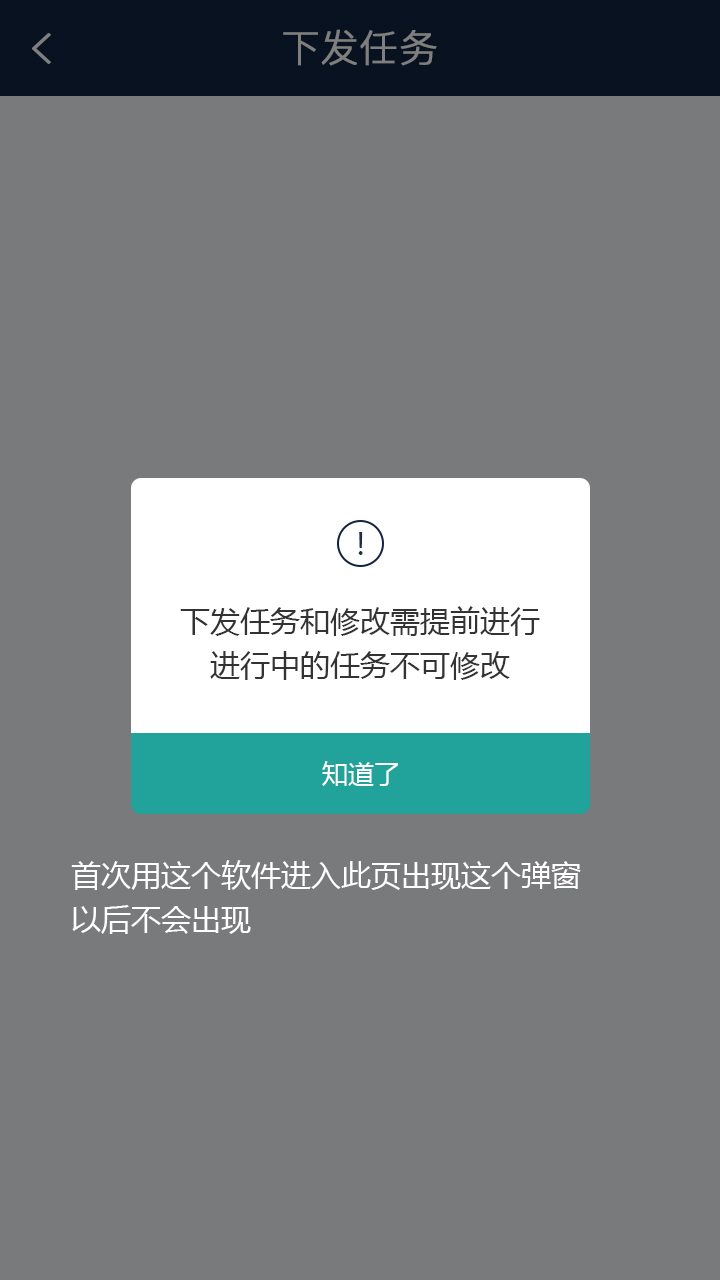 下发任务
!
下发任务和修改需提前进行
进行中的任务不可修改
知道了
首次用这个软件进入此页出现这个弹窗
以后不会出现